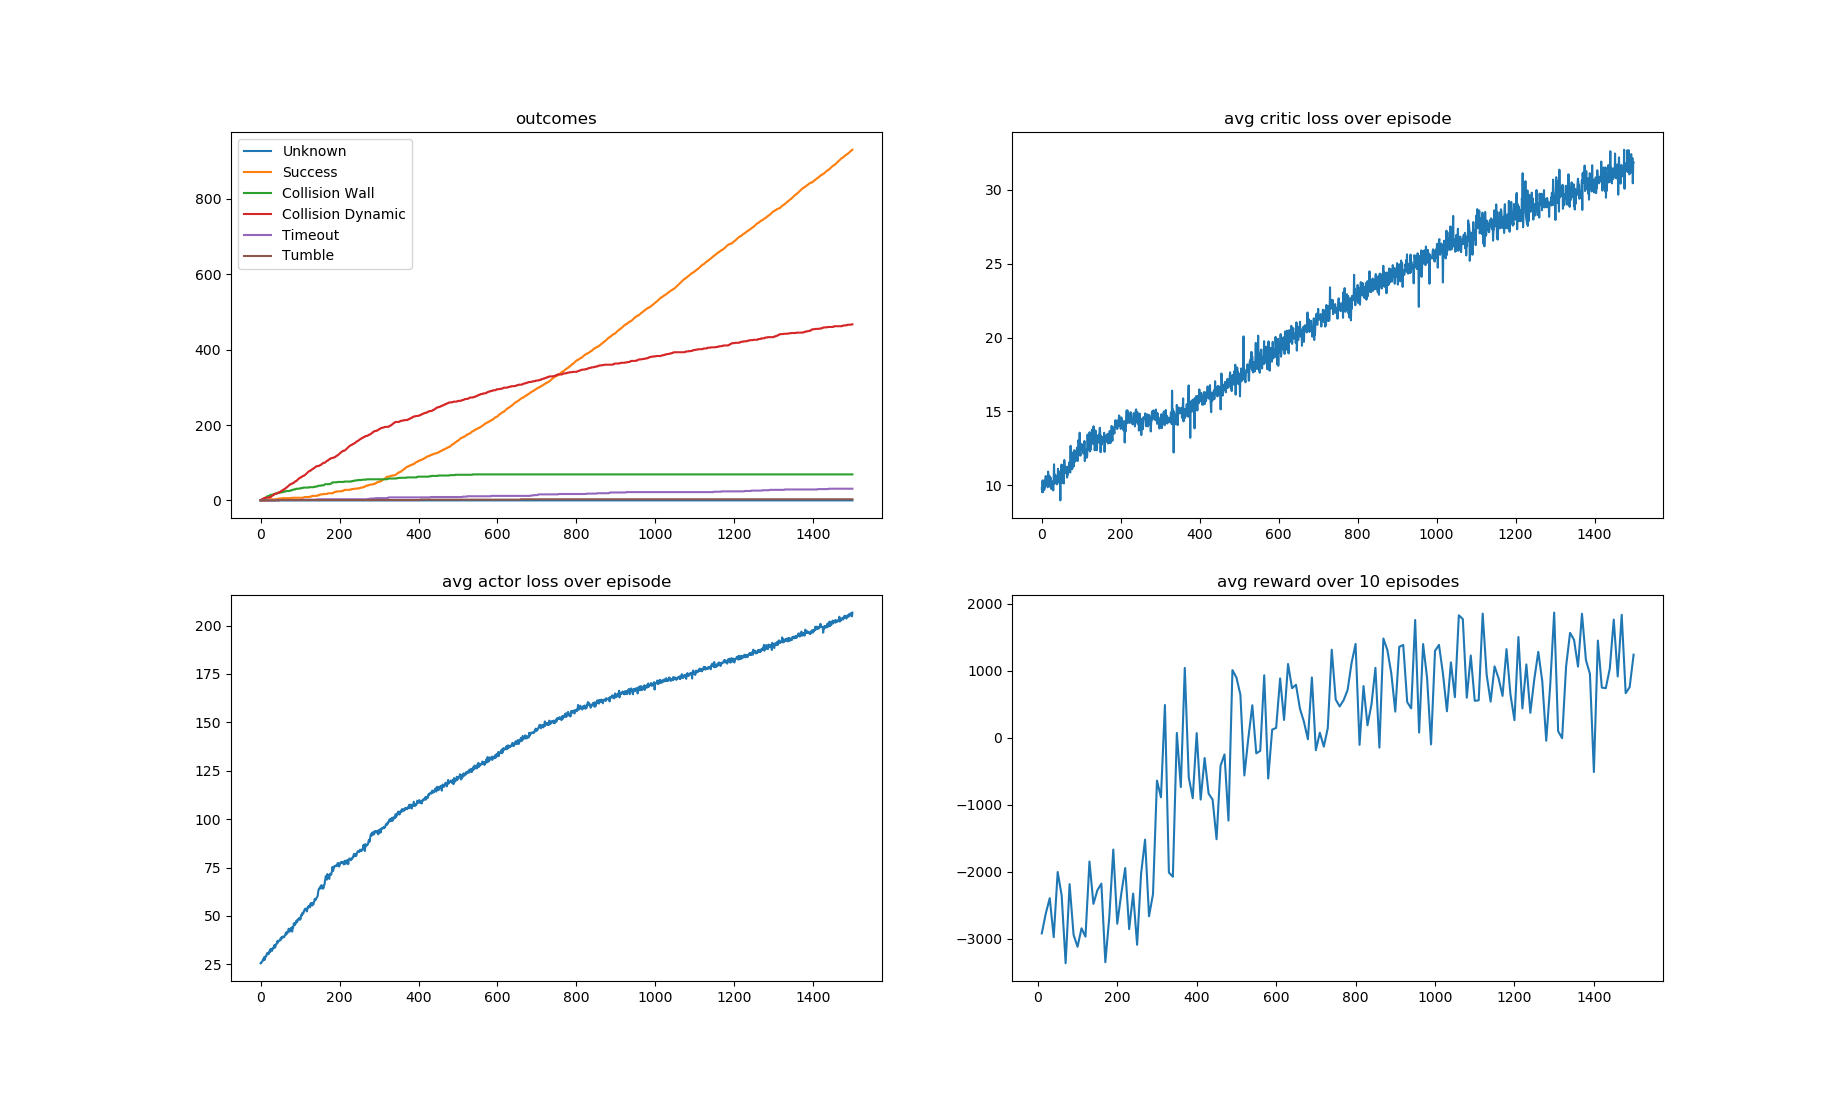 outcomes
Unknown
Success
Collision Wall
Collision Dynamic
Timeout
Tumble
800
600
400
200
0
0 200 400 600 800 1000 1200 1400
avg critic loss over episode
30
25
20
15
10
0 200 400 600 800 1000 1200 1400
avg actor loss over episode
200
175
150
125
100
75
50
25
0 200 400 600 800 1000 1200 1400
avg reward over 10 episodes
2000
1000
0
−1000
−2000
−3000
0 200 400 600 800 1000 1200 1400